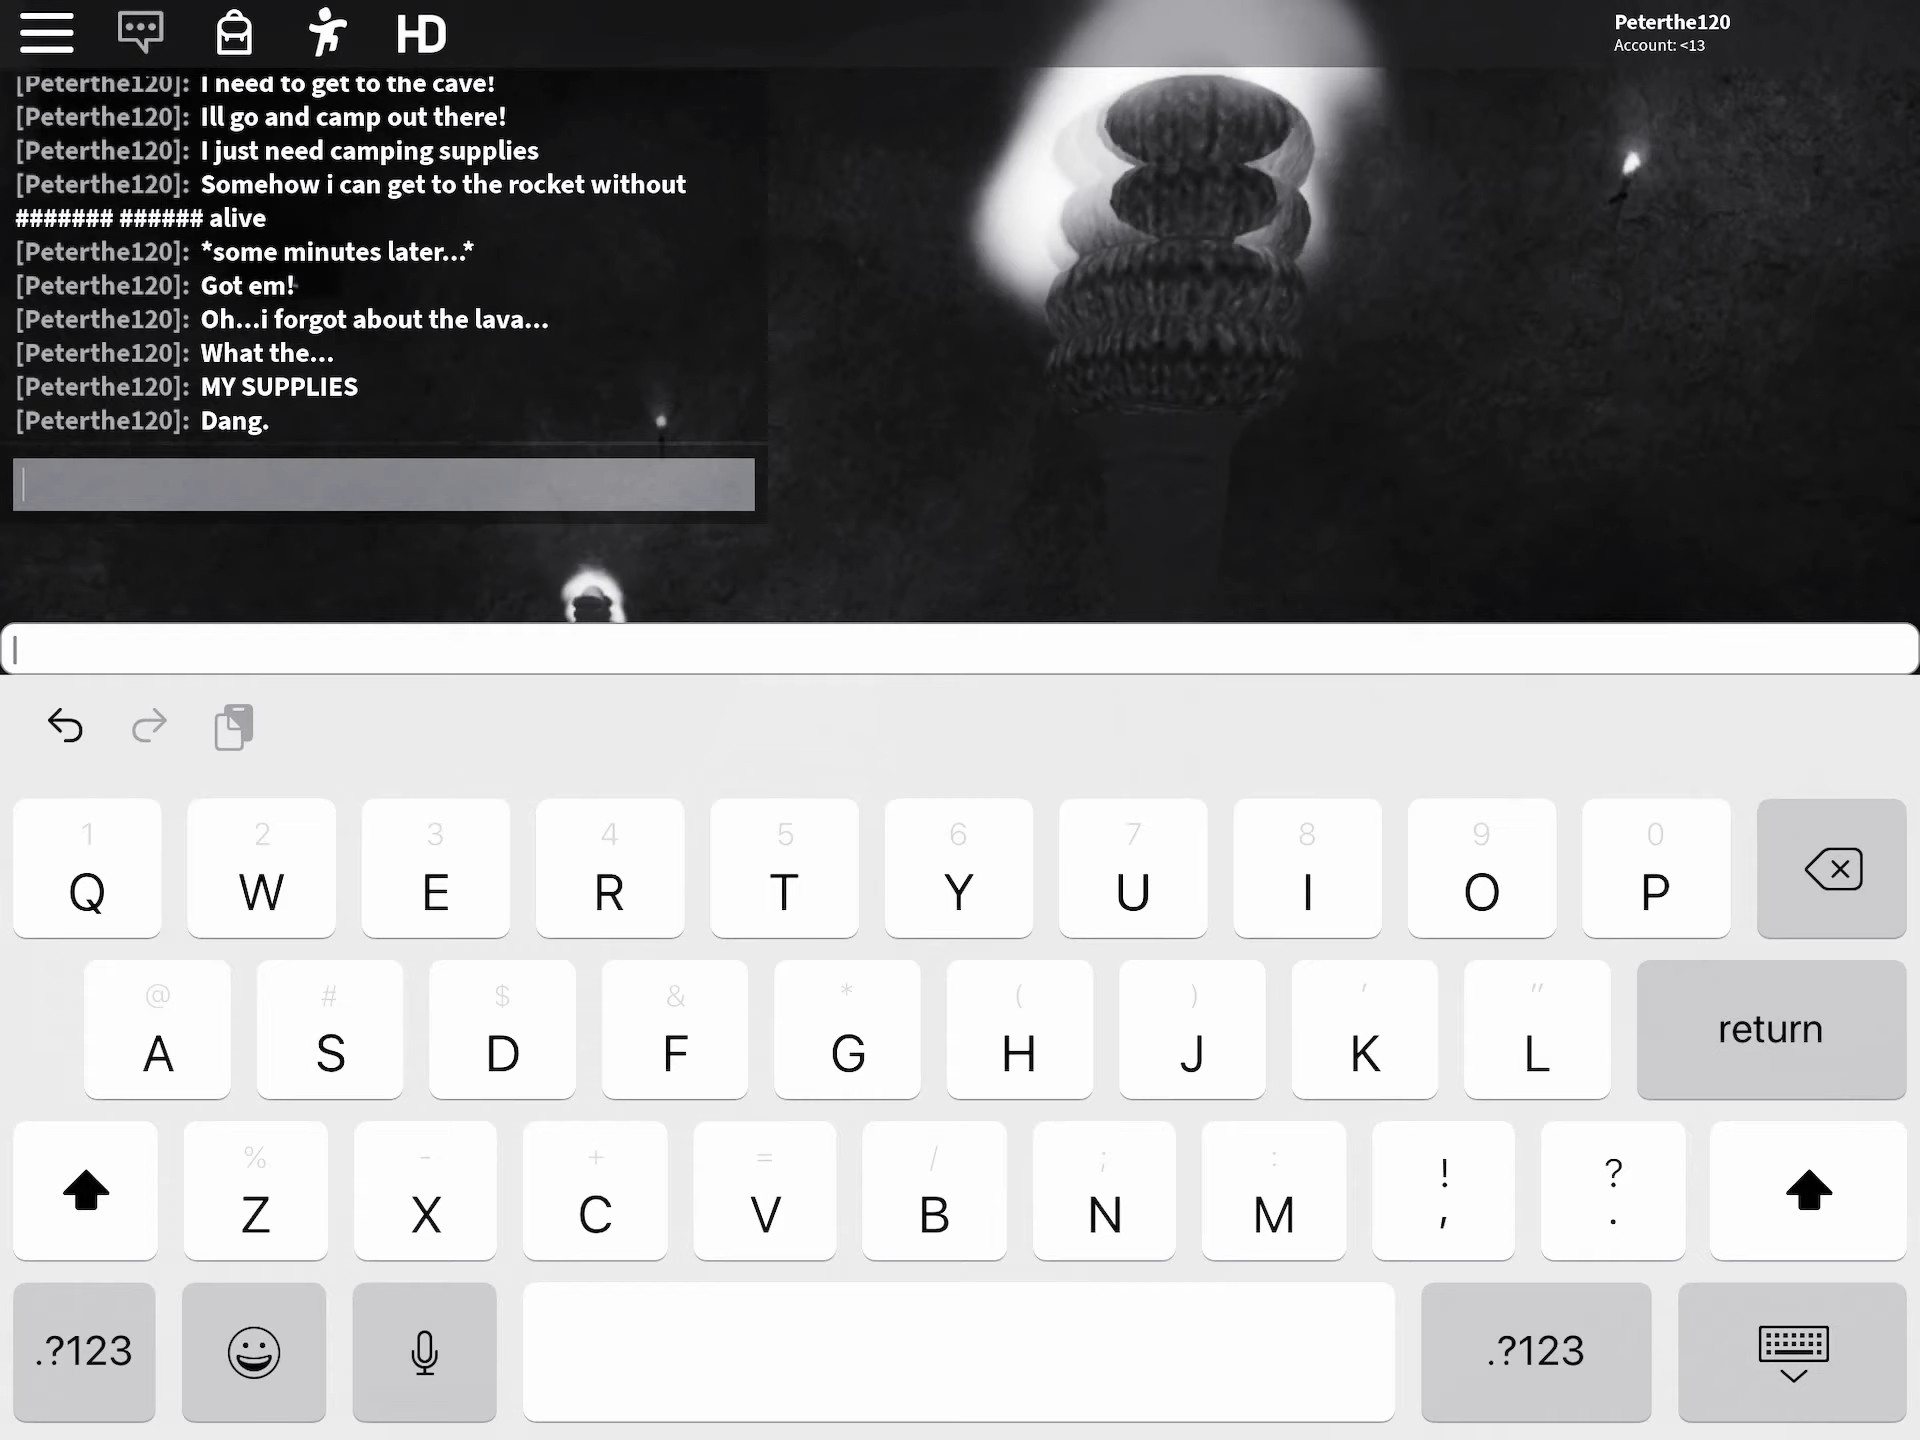 HD
Peterthe120
Account: <13
[Peterthe120]: I need to get to the cave!
[Peterthe120]: Ill go and camp out there!
[Peterthe120]: I just need camping supplies
[Peterthe120]: Somehow i can get to the rocket without
####### ###### alive
[Peterthe120]: *some minutes later...*
[Peterthe120]: Got em!
[Peterthe120]: Oh...i forgot about the lava...
[Peterthe120]: What the...
[Peterthe120]: MY SUPPLIES
[Peterthe120]: Dang.
1 2 3 4 5 6 7 8 9 0
Q W E R T Y U I O P
@ # $ & * ( ) ' "
A S D F G H J K L return
% - + = / ; : ! ?
Z X C V B N M , .
.?123 .?123